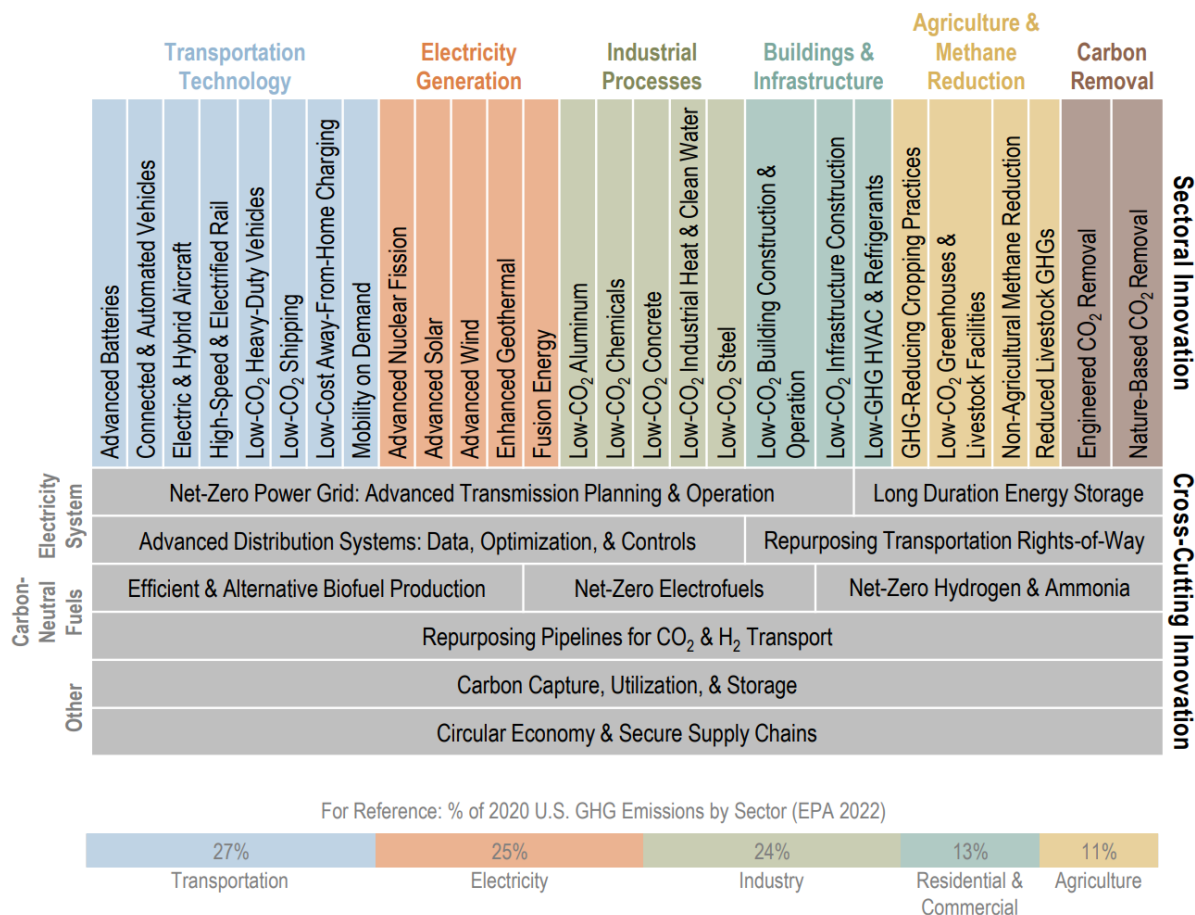 Transportation
Technology
Electricity
Generation
Industrial
Processes
Buildings &
Infrastructure
Agriculture &
Methane
Reduction
Carbon
Removal
Advanced Batteries
Connected & Automated Vehicles
Electric & Hybrid Aircraft
High-Speed & Electrified Rail
Low-CO₂ Heavy-Duty Vehicles
Low-CO₂ Shipping
Low-Cost Away-From-Home Charging
Mobility on Demand
Advanced Nuclear Fission
Advanced Solar
Advanced Wind
Enhanced Geothermal
Fusion Energy
Low-CO₂ Aluminum
Low-CO₂ Chemicals
Low-CO₂ Concrete
Low-CO₂ Industrial Heat & Clean Water
Low-CO₂ Steel
Low-CO₂ Building Construction &
Operation
Low-CO₂ Infrastructure Construction
Low-GHG HVAC & Refrigerants
GHG-Reducing Cropping Practices
Low-CO₂ Greenhouses &
Livestock Facilities
Non-Agricultural Methane Reduction
Reduced Livestock GHGs
Engineered CO₂ Removal
Nature-Based CO₂ Removal
Sectoral Innovation
Electricity
System
Net-Zero Power Grid: Advanced Transmission Planning & Operation
Long Duration Energy Storage
Advanced Distribution Systems: Data, Optimization, & Controls
Repurposing Transportation Rights-of-Way
Carbon-
Neutral
Fuels
Efficient & Alternative Biofuel Production
Net-Zero Electrofuels
Net-Zero Hydrogen & Ammonia
Repurposing Pipelines for CO₂ & H₂ Transport
Other
Carbon Capture, Utilization, & Storage
Circular Economy & Secure Supply Chains
Cross-Cutting Innovation
For Reference: % of 2020 U.S. GHG Emissions by Sector (EPA 2022)
27%
25%
24%
13%
11%
Transportation
Electricity
Industry
Residential &
Commercial
Agriculture